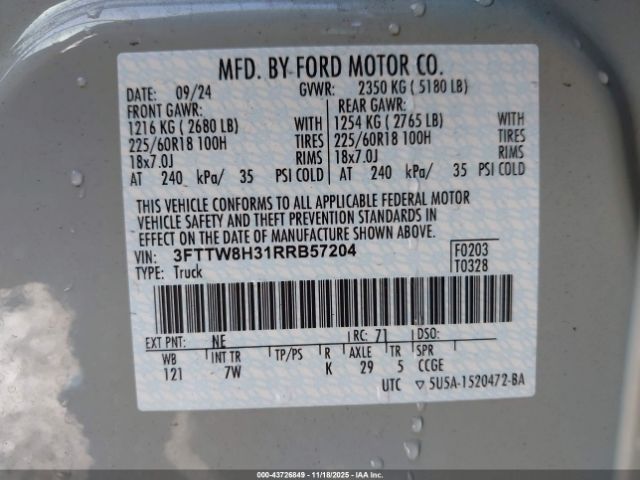 MFD. BY FORD MOTOR CO.
DATE: 09/24 GVWR: 2350 KG ( 5180 LB)
FRONT GAWR: REAR GAWR:
1216 KG ( 2680 LB) WITH 1254 KG ( 2765 LB) WITH
225/60R18 100H TIRES 225/60R18 100H TIRES
18x7.0J RIMS 18x7.0J RIMS
AT 240 kPa/ 35 PSI COLD AT 240 kPa/ 35 PSI COLD
THIS VEHICLE CONFORMS TO ALL APPLICABLE FEDERAL MOTOR
VEHICLE SAFETY AND THEFT PREVENTION STANDARDS IN
EFFECT ON THE DATE OF MANUFACTURE SHOWN ABOVE.
VIN: 3FTTW8H31RRB57204 F0203
TYPE: Truck T0328
EXT PNT: NE RC: 71 DSO:
WB INT TR TP/PS R AXLE TR SPR
121 7W K 29 5 CCGE
UTC ▽ 5U5A-1520472-BA
000-43726849 - 11/18/2025 - IAAI.com